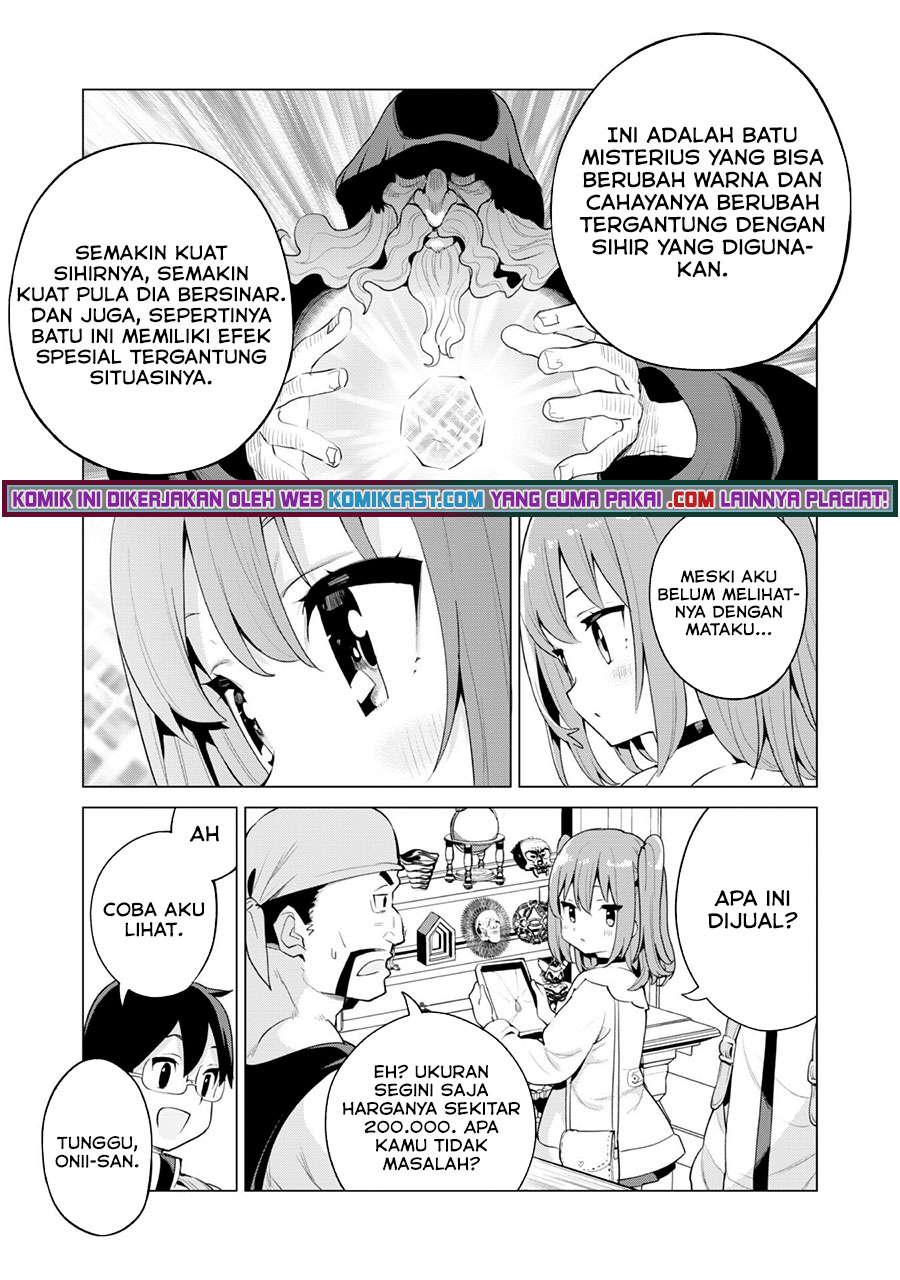 INI ADALAH BATU
MISTERIUS YANG BISA
BERUBAH WARNA DAN
CAHAYANYA BERUBAH
TERGANTUNG DENGAN
SIHIR YANG DIGUNA-
KAN.
SEMAKIN KUAT
SIHIRNYA, SEMAKIN
KUAT PULA DIA BERSINAR.
DAN JUGA, SEPERTINYA
BATU INI MEMILIKI EFEK
SPESIAL TERGANTUNG
SITUASINYA.
KOMIK INI DIKERJAKAN OLEH WEB KOMIKCAST.COM YANG CUMA PAKAI .COM LAINNYA PLAGIAT!
MESKI AKU
BELUM MELIHAT-
NYA DENGAN
MATAKU...
AH
COBA AKU
LIHAT.
TUNGGU,
ONII-SAN.
APA INI
DIJUAL?
EH? UKURAN
SEGINI SAJA
HARGANYA SEKITAR
200.000. APA
KAMU TIDAK
MASALAH?